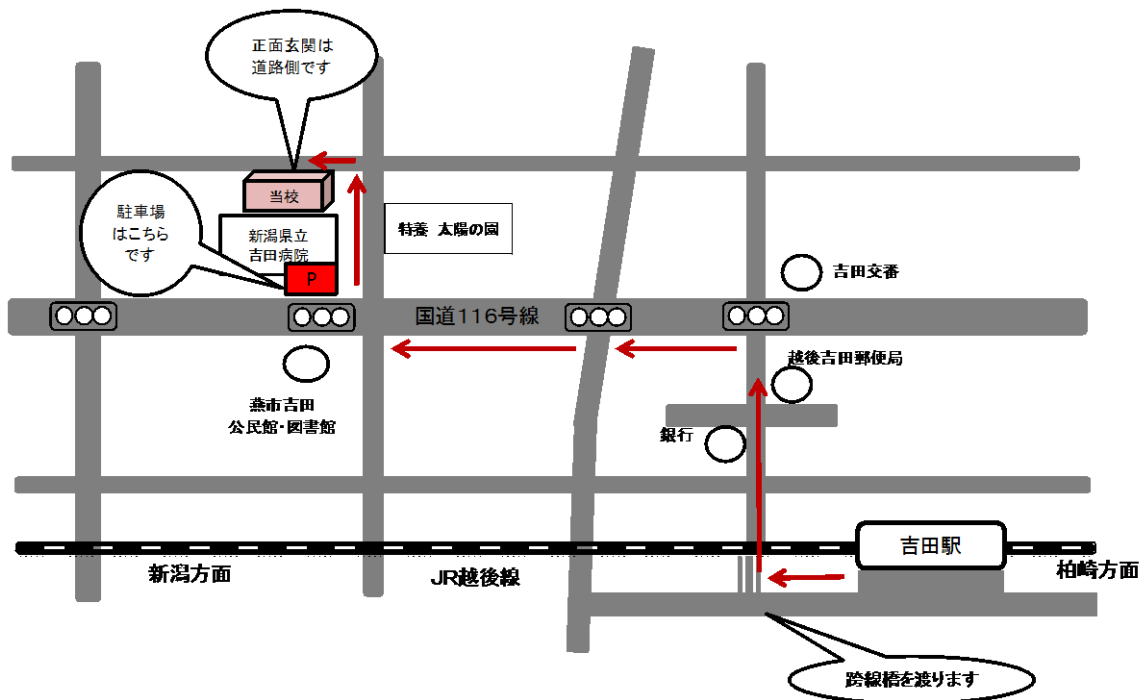 正面玄関は
道路側です
当校
駐車場
はこちら
です
新潟県立
吉田病院
P
特養 太陽の園
吉田交番
国道116号線
越後吉田郵便局
燕市吉田
公民館・図書館
銀行
吉田駅
新潟方面
JR越後線
柏崎方面
跨線橋を渡ります